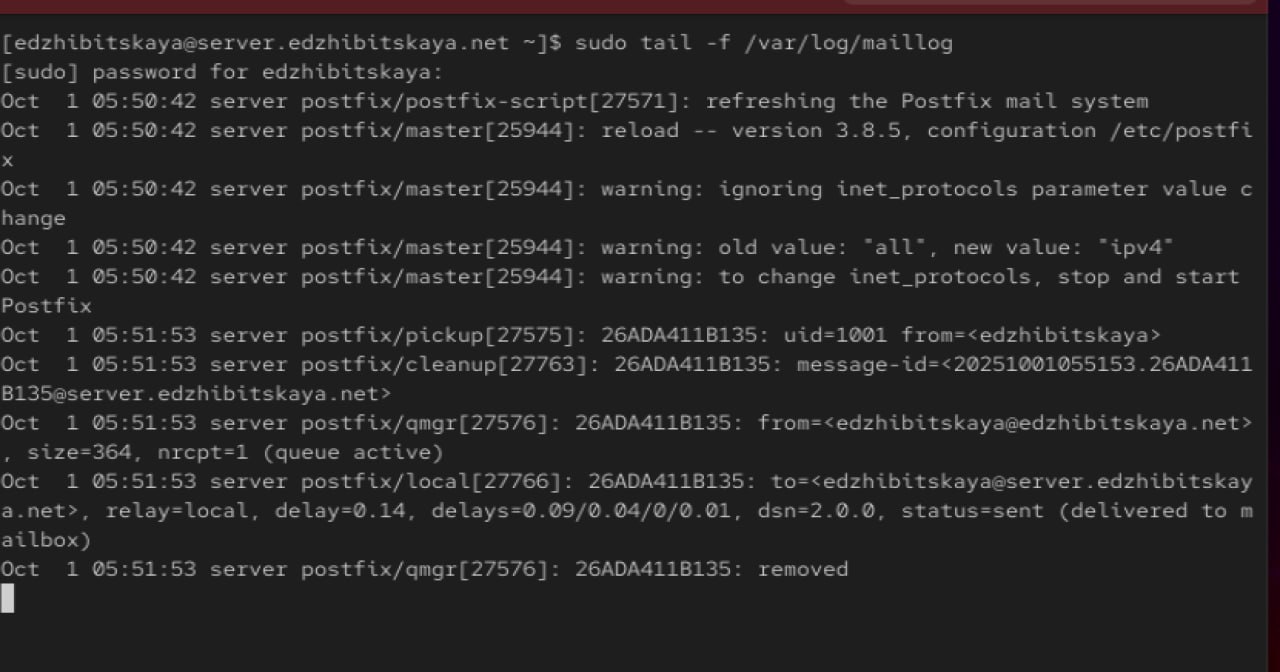 [edzhibitskaya@server.edzhibitskaya.net ~]$ sudo tail -f /var/log/maillog
[sudo] password for edzhibitskaya:
Oct  1 05:50:42 server postfix/postfix-script[27571]: refreshing the Postfix mail system
Oct  1 05:50:42 server postfix/master[25944]: reload -- version 3.8.5, configuration /etc/postfi
x
Oct  1 05:50:42 server postfix/master[25944]: warning: ignoring inet_protocols parameter value c
hange
Oct  1 05:50:42 server postfix/master[25944]: warning: old value: "all", new value: "ipv4"
Oct  1 05:50:42 server postfix/master[25944]: warning: to change inet_protocols, stop and start
Postfix
Oct  1 05:51:53 server postfix/pickup[27575]: 26ADA411B135: uid=1001 from=<edzhibitskaya>
Oct  1 05:51:53 server postfix/cleanup[27763]: 26ADA411B135: message-id=<20251001055153.26ADA411
B135@server.edzhibitskaya.net>
Oct  1 05:51:53 server postfix/qmgr[27576]: 26ADA411B135: from=<edzhibitskaya@edzhibitskaya.net>
, size=364, nrcpt=1 (queue active)
Oct  1 05:51:53 server postfix/local[27766]: 26ADA411B135: to=<edzhibitskaya@server.edzhibitskay
a.net>, relay=local, delay=0.14, delays=0.09/0.04/0/0.01, dsn=2.0.0, status=sent (delivered to m
ailbox)
Oct  1 05:51:53 server postfix/qmgr[27576]: 26ADA411B135: removed